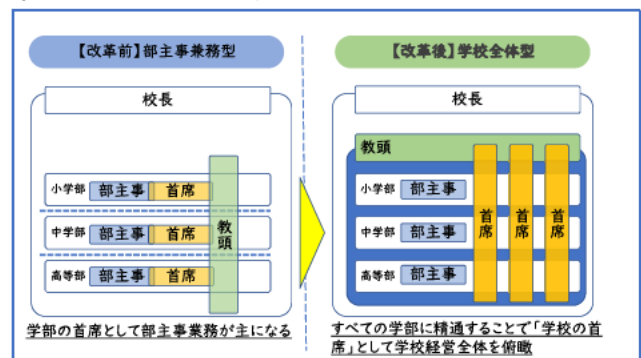 【改革前】部主事兼務型
校長
小学部 部主事 首席
中学部 部主事 首席
高等部 部主事 首席
教頭
学部の首席として部主事業務が主になる
【改革後】学校全体型
校長
教頭
小学部 部主事
中学部 部主事
高等部 部主事
首席
首席
首席
すべての学部に精通することで「学校の首
席」として学校経営全体を俯瞰